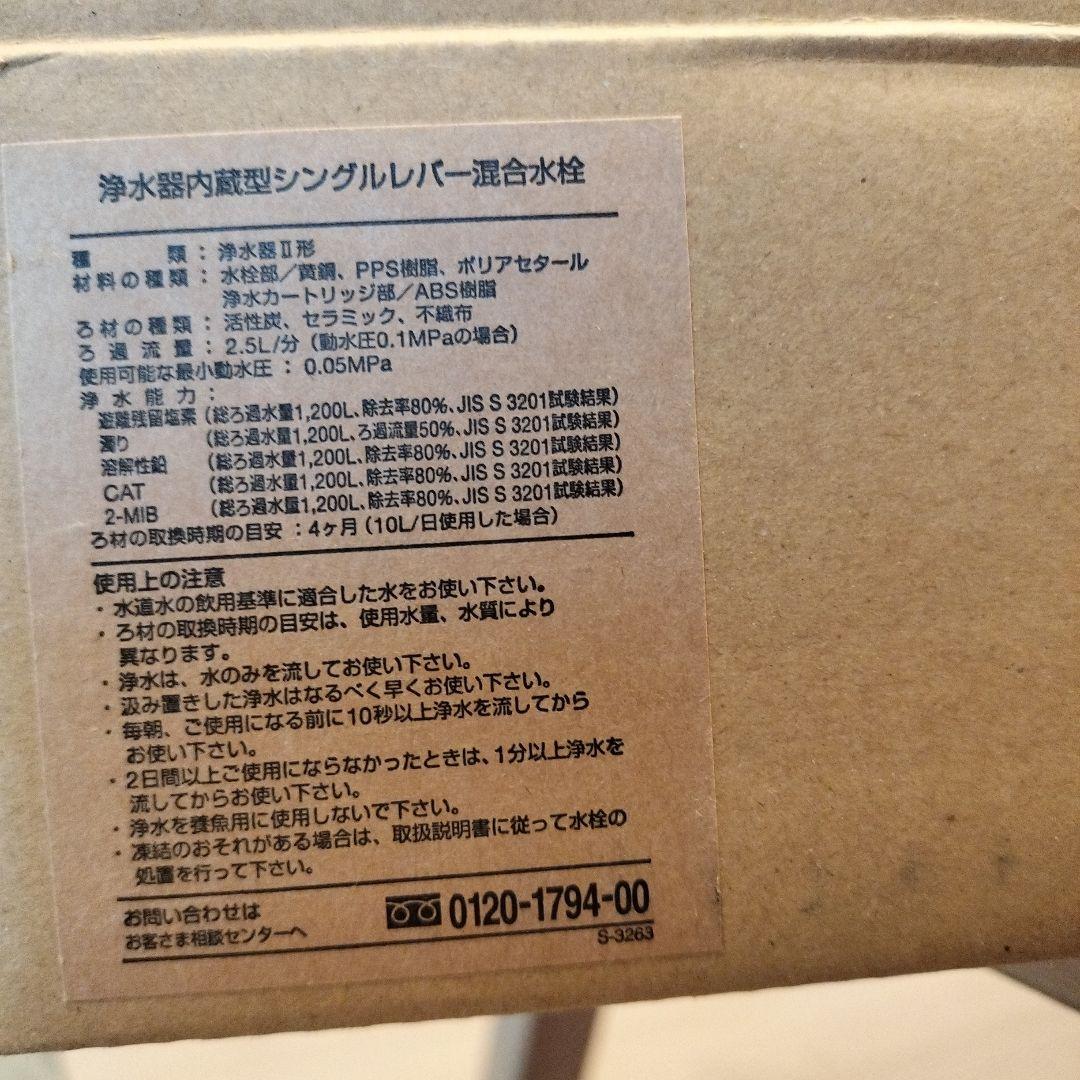 浄水器内蔵型シングルレバー混合水栓
種類：浄水器Ⅱ形
材料の種類：水栓部／黄銅、PPS樹脂、ポリアセタール
浄水カートリッジ部／ABS樹脂
ろ材の種類：活性炭、セラミック、不織布
ろ過流量：2.5L/分（動水圧0.1MPaの場合）
使用可能な最小動水圧：0.05MPa
浄水能力：
遊離残留塩素（総ろ過水量1,200L、除去率80%、JIS S 3201試験結果）
濁り（総ろ過水量1,200L、ろ過流量50%、JIS S 3201試験結果）
溶解性鉛（総ろ過水量1,200L、除去率80%、JIS S 3201試験結果）
CAT（総ろ過水量1,200L、除去率80%、JIS S 3201試験結果）
2-MIB（総ろ過水量1,200L、除去率80%、JIS S 3201試験結果）
ろ材の取換時期の目安：4ヶ月（10L/日使用した場合）
使用上の注意
・水道水の飲用基準に適合した水をお使い下さい。
・ろ材の取換時期の目安は、使用水量、水質により
異なります。
・浄水は、水のみを流してお使い下さい。
・汲み置きした浄水はなるべく早くお使い下さい。
・毎朝、ご使用になる前に10秒以上浄水を流してから
お使い下さい。
・2日間以上ご使用にならなかったときは、1分以上浄水を
流してからお使い下さい。
・浄水を養魚用に使用しないで下さい。
・凍結のおそれがある場合は、取扱説明書に従って水栓の
処置を行って下さい。
お問い合わせは
お客さま相談センターへ
0120-1794-00
S-3263